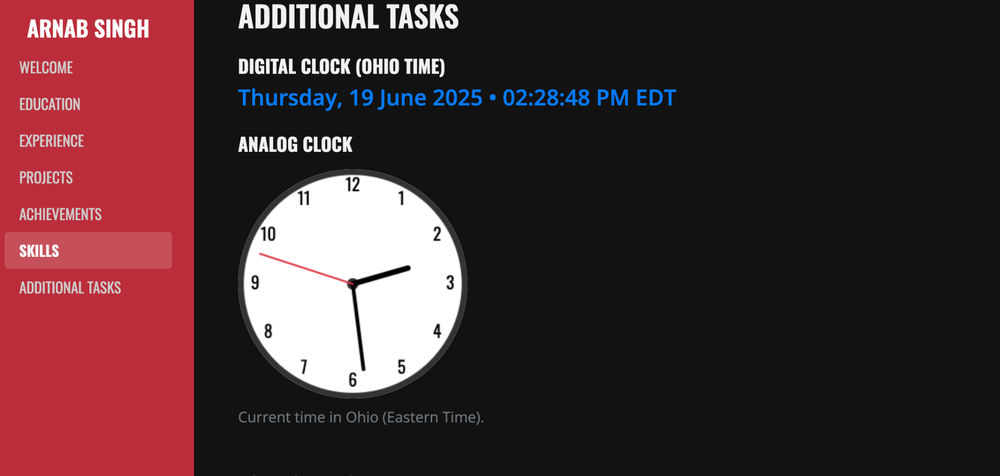 ARNAB SINGH
WELCOME
EDUCATION
EXPERIENCE
PROJECTS
ACHIEVEMENTS
SKILLS
ADDITIONAL TASKS
ADDITIONAL TASKS
DIGITAL CLOCK (OHIO TIME)
Thursday, 19 June 2025 • 02:28:48 PM EDT
ANALOG CLOCK
12
1
2
3
4
5
6
7
8
9
10
11
Current time in Ohio (Eastern Time).